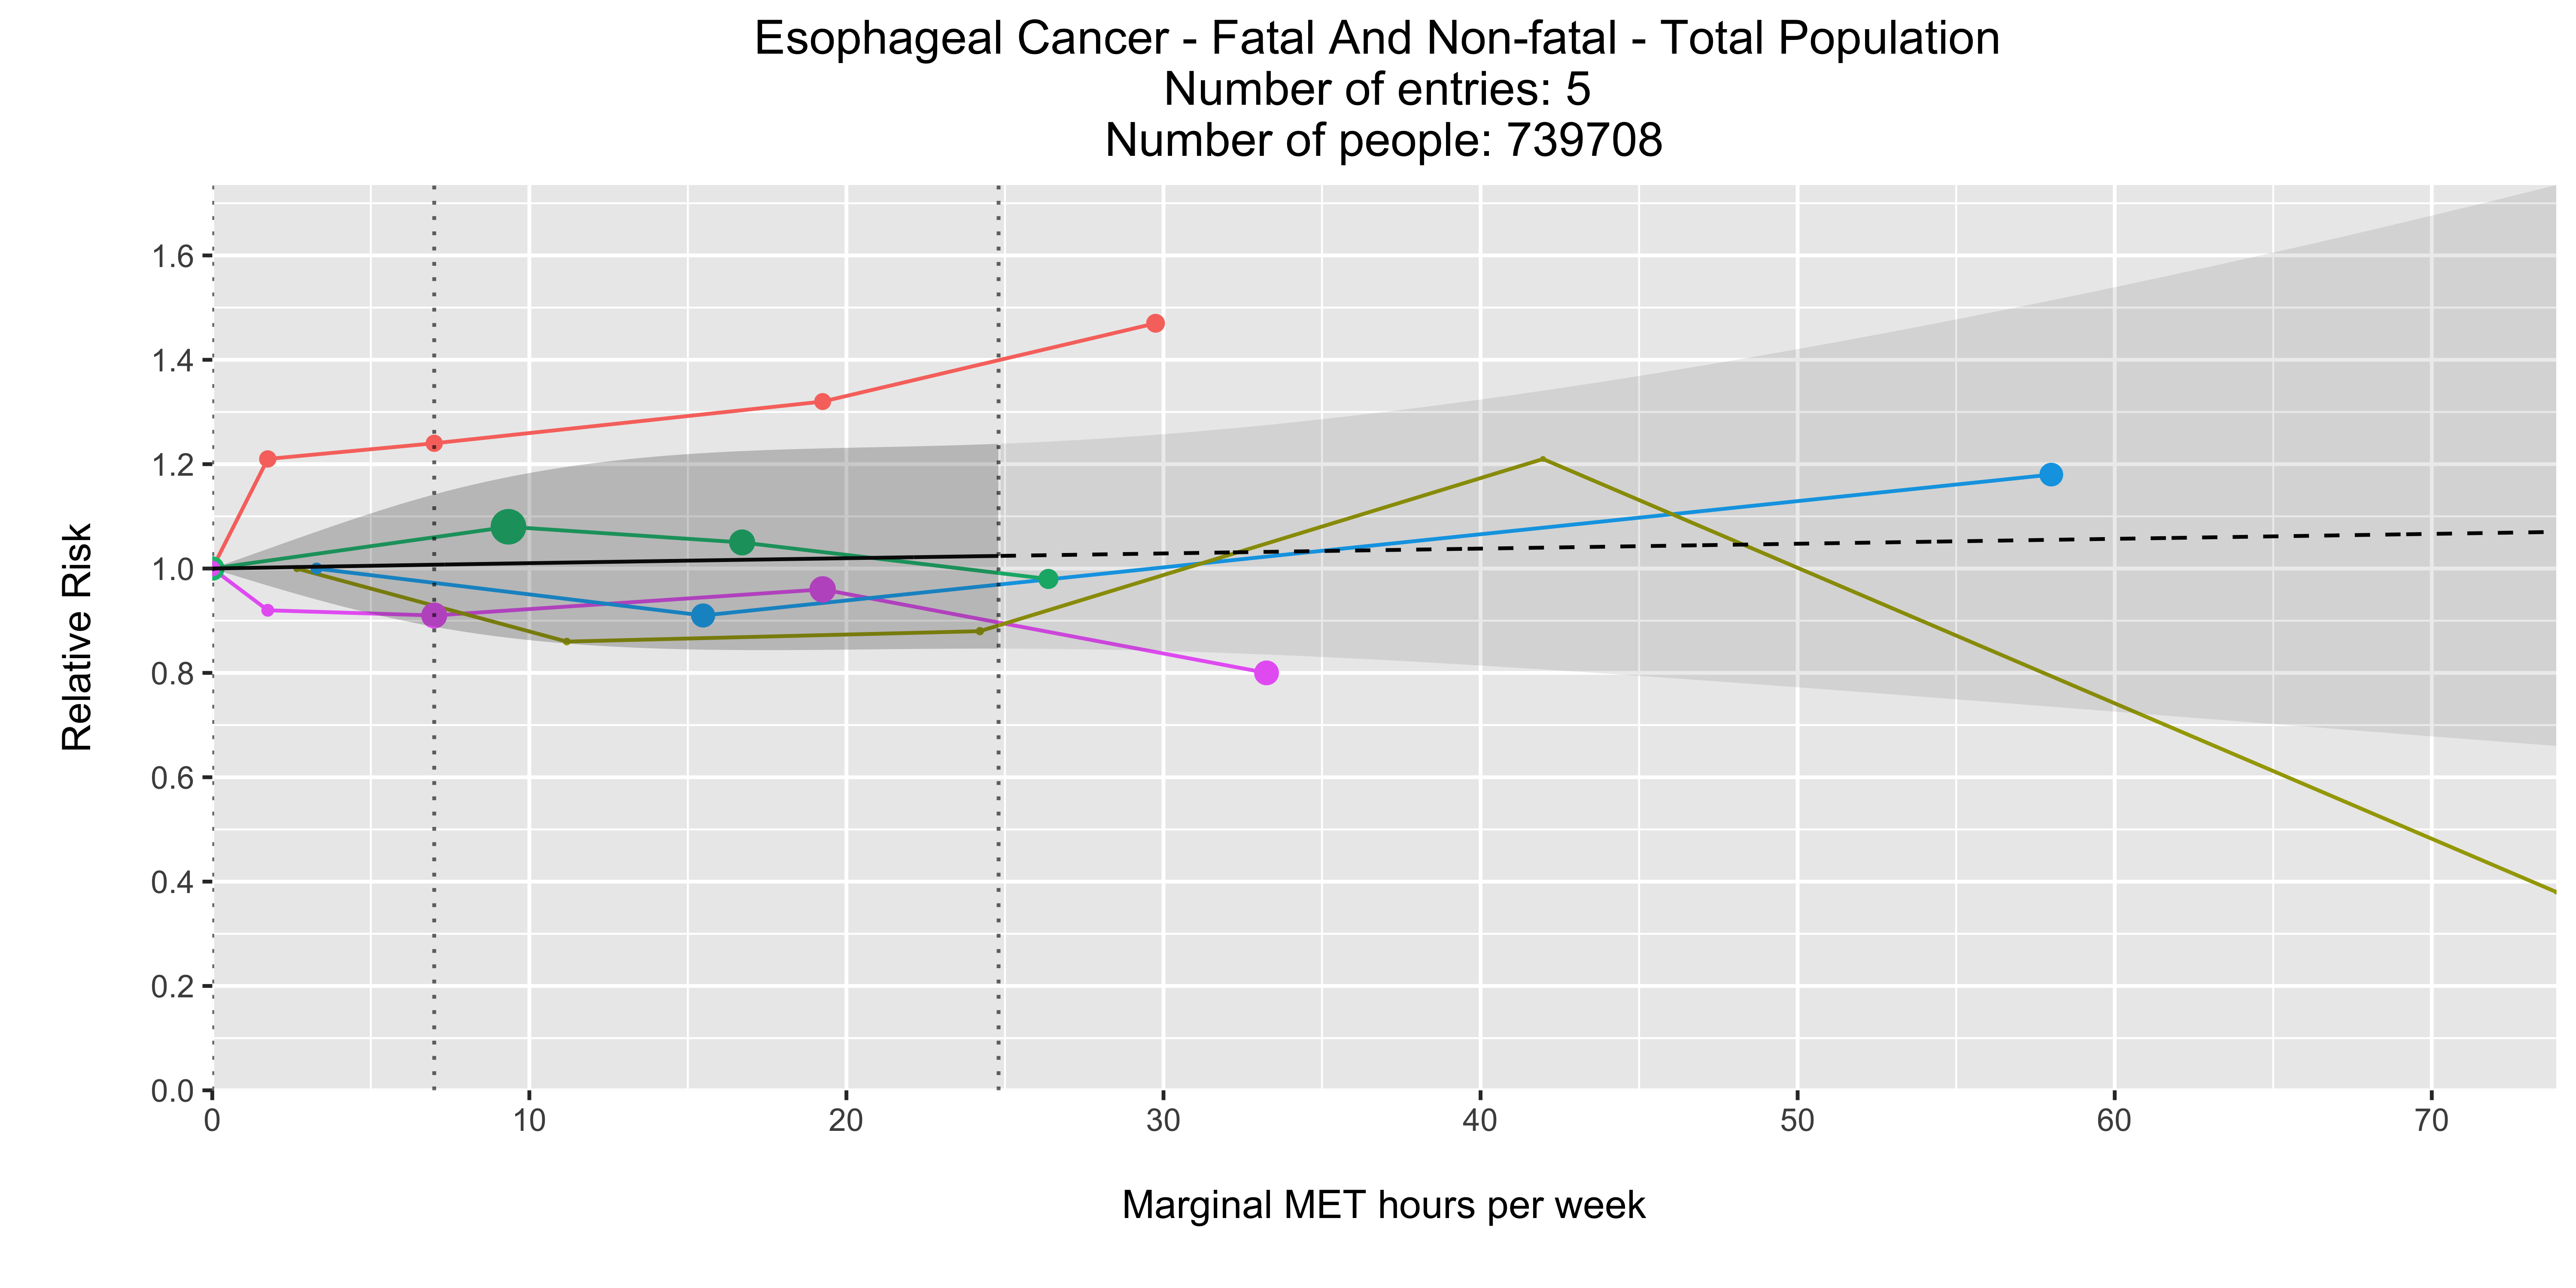 Esophageal Cancer - Fatal And Non-fatal - Total Population
Number of entries: 5
Number of people: 739708
Relative Risk
1.6
1.4
1.2
1.0
0.8
0.6
0.4
0.2
0.0
0 10 20 30 40 50 60 70
Marginal MET hours per week